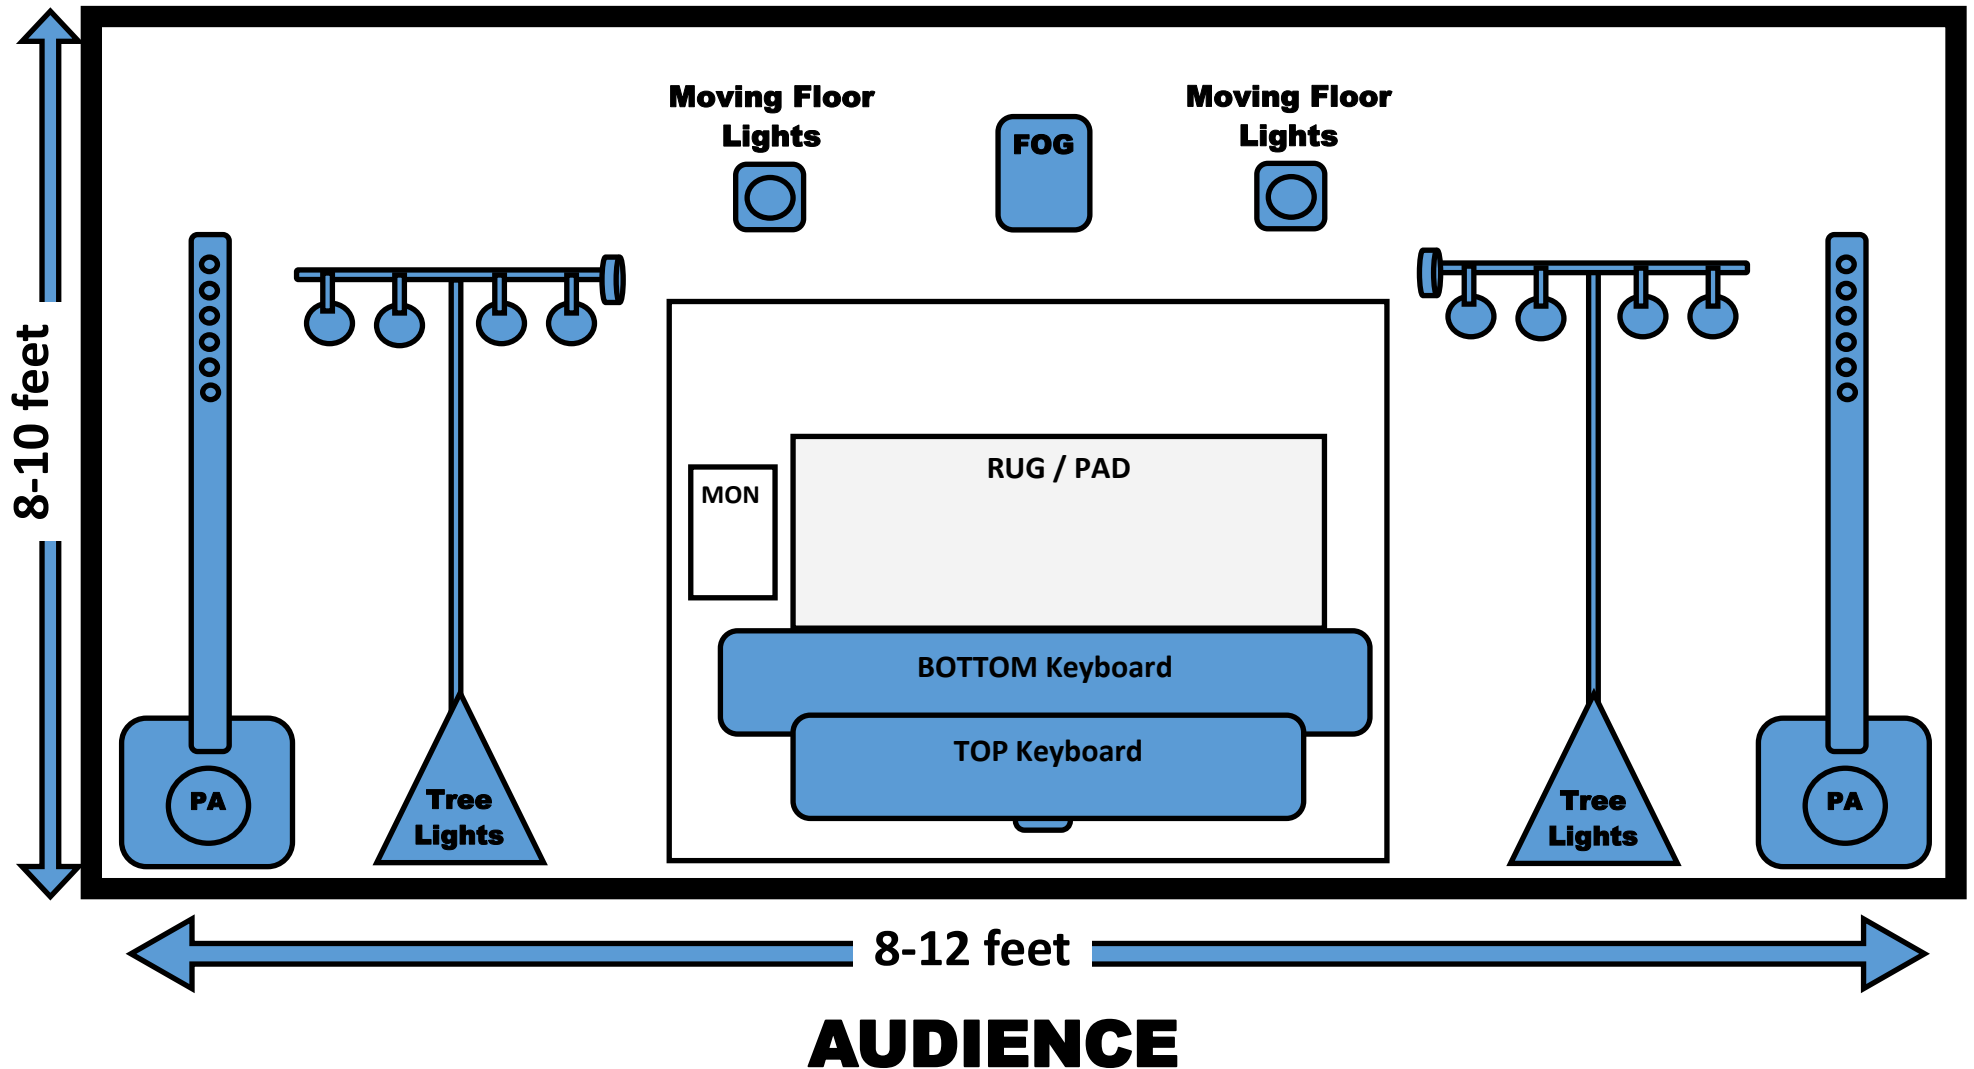 Moving Floor
Lights
FOG
Moving Floor
Lights
8-10 feet
MON
RUG / PAD
BOTTOM Keyboard
TOP Keyboard
PA
Tree
Lights
Tree
Lights
PA
8-12 feet
AUDIENCE